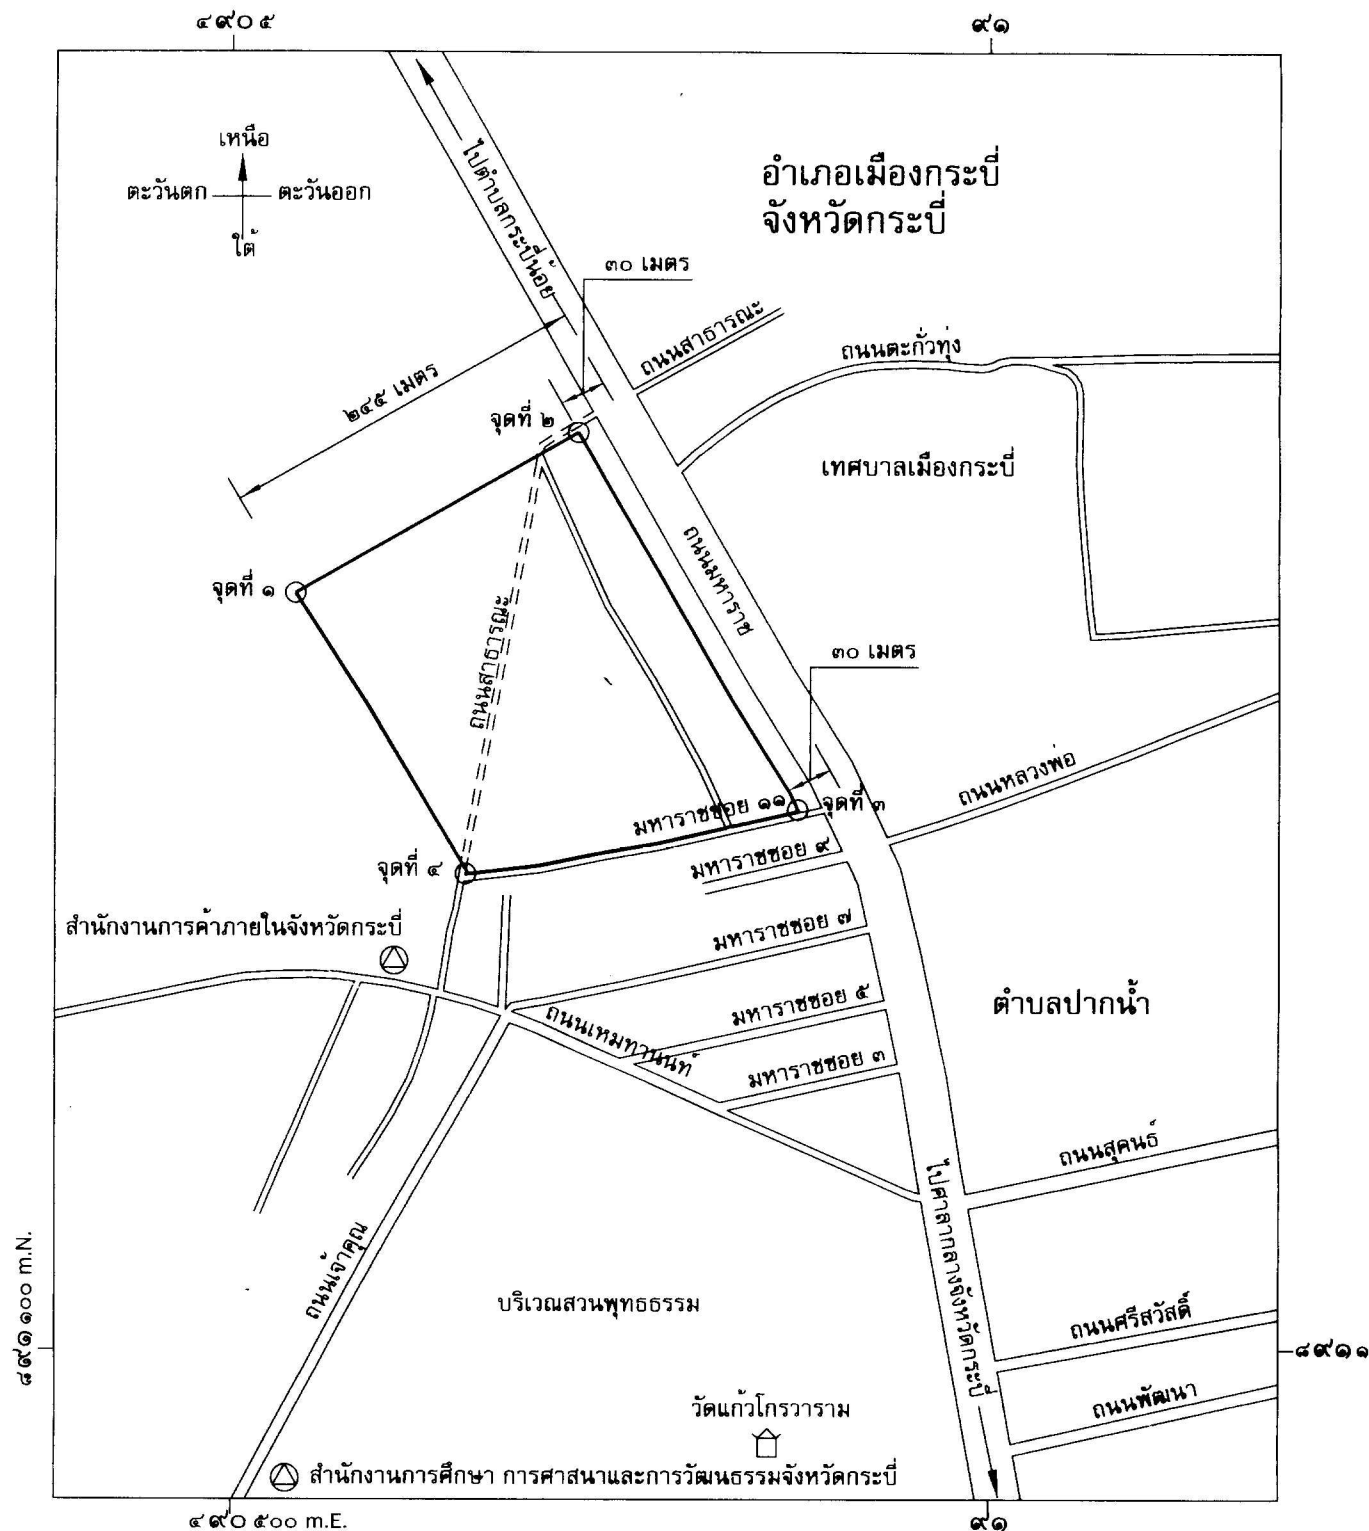 ๔๙๐๕
๙๑
เหนือ
ตะวันตก
ตะวันออก
ใต้
ไปตำบลกระบี่น้อย
อำเภอเมืองกระบี่
จังหวัดกระบี่
๓๐ เมตร
ถนนสาธารณะ
ถนนตะกั่วทุ่ง
๒๔๕ เมตร
จุดที่ ๒
เทศบาลเมืองกระบี่
ถนนมหาราช
จุดที่ ๑
ถนนสาธารณะ
๓๐ เมตร
ถนนหลวงพ่อ
มหาราชซอย ๑๑
จุดที่ ๓
มหาราชซอย ๙
จุดที่ ๔
สำนักงานการค้าภายในจังหวัดกระบี่
มหาราชซอย ๗
มหาราชซอย ๕
ตำบลปากน้ำ
ถนนเหมทานนท์
มหาราชซอย ๓
ถนนสุคนธ์
ไปศาลากลางจังหวัดกระบี่
ถนนเจ้าคุณ
บริเวณสวนพุทธธรรม
ถนนศรีสวัสดิ์
๘๙๑ ๑๐๐ m.N.
๘๙๑๑
ถนนพัฒนา
วัดแก้วโกรวาราม
สำนักงานการศึกษา การศาสนาและการวัฒนธรรมจังหวัดกระบี่
๔๙๐ ๕๐๐ m.E.
๙๑